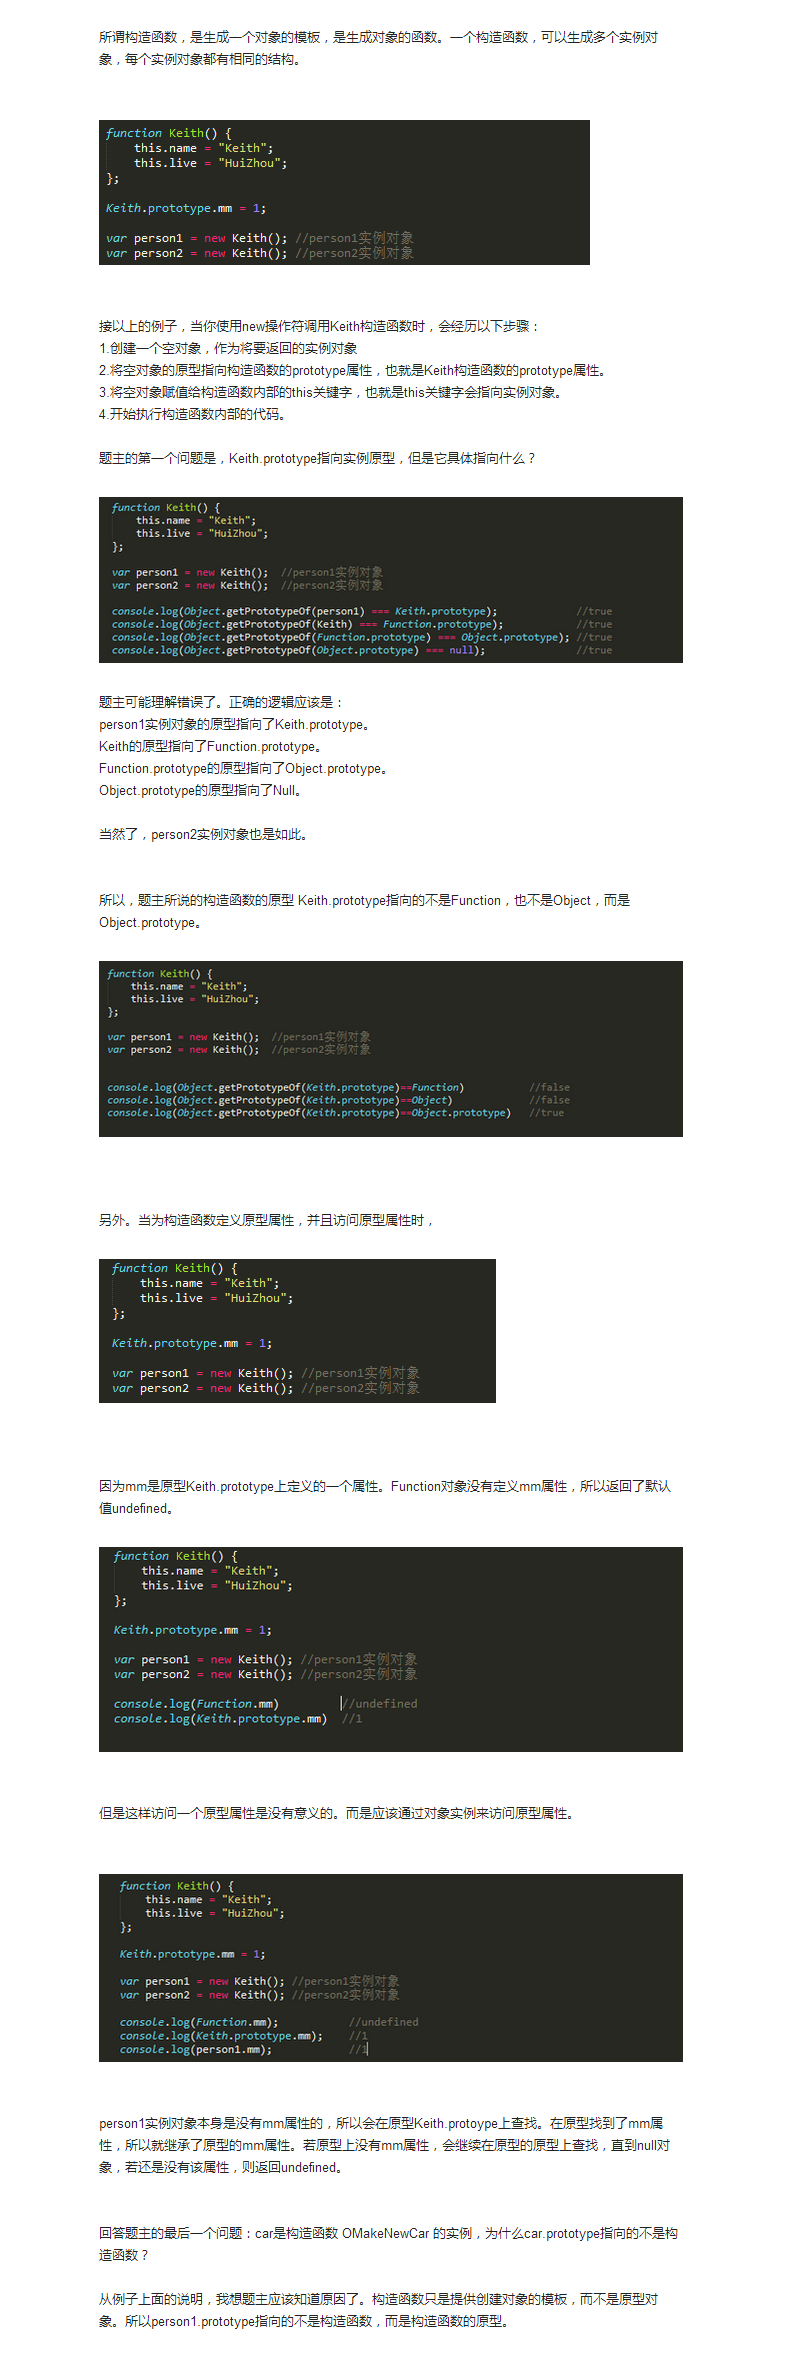 所谓构造函数，是生成一个对象的模板，是生成对象的函数。一个构造函数，可以生成多个实例对
象，每个实例对象都有相同的结构。
function Keith() {
this.name = "Keith";
this.live = "HuiZhou";
};
Keith.prototype.mm = 1;
var person1 = new Keith(); //person1实例对象
var person2 = new Keith(); //person2实例对象
接以上的例子，当你使用new操作符调用Keith构造函数时，会经历以下步骤：
1.创建一个空对象，作为将要返回的实例对象
2.将空对象的原型指向构造函数的prototype属性，也就是Keith构造函数的prototype属性。
3.将空对象赋值给构造函数内部的this关键字，也就是this关键字会指向实例对象。
4.开始执行构造函数内部的代码。
题主的第一个问题是，Keith.prototype指向实例原型，但是它具体指向什么？
function Keith() {
this.name = "Keith";
this.live = "HuiZhou";
};
var person1 = new Keith(); //person1实例对象
var person2 = new Keith(); //person2实例对象
console.log(Object.getPrototypeOf(person1) === Keith.prototype); //true
console.log(Object.getPrototypeOf(Keith) === Function.prototype); //true
console.log(Object.getPrototypeOf(Function.prototype) === Object.prototype); //true
console.log(Object.getPrototypeOf(Object.prototype) === null); //true
题主可能理解错误了。正确的逻辑应该是：
person1实例对象的原型指向了Keith.prototype。
Keith的原型指向了Function.prototype。
Function.prototype的原型指向了Object.prototype。
Object.prototype的原型指向了Null。
当然了，person2实例对象也是如此。
所以，题主所说的构造函数的原型 Keith.prototype指向的不是Function，也不是Object，而是
Object.prototype。
function Keith() {
this.name = "Keith";
this.live = "HuiZhou";
};
var person1 = new Keith(); //person1实例对象
var person2 = new Keith(); //person2实例对象
console.log(Object.getPrototypeOf(Keith.prototype)==Function) //false
console.log(Object.getPrototypeOf(Keith.prototype)==Object) //false
console.log(Object.getPrototypeOf(Keith.prototype)==Object.prototype) //true
另外。当为构造函数定义原型属性，并且访问原型属性时，
function Keith() {
this.name = "Keith";
this.live = "HuiZhou";
};
Keith.prototype.mm = 1;
var person1 = new Keith(); //person1实例对象
var person2 = new Keith(); //person2实例对象
因为mm是原型Keith.prototype上定义的一个属性。Function对象没有定义mm属性，所以返回了默认
值undefined。
function Keith() {
this.name = "Keith";
this.live = "HuiZhou";
};
Keith.prototype.mm = 1;
var person1 = new Keith(); //person1实例对象
var person2 = new Keith(); //person2实例对象
console.log(Function.mm) //undefined
console.log(Keith.prototype.mm) //1
但是这样访问一个原型属性是没有意义的。而是应该通过对象实例来访问原型属性。
function Keith() {
this.name = "Keith";
this.live = "HuiZhou";
};
Keith.prototype.mm = 1;
var person1 = new Keith(); //person1实例对象
var person2 = new Keith(); //person2实例对象
console.log(Function.mm); //undefined
console.log(Keith.prototype.mm); //1
console.log(person1.mm); //1
person1实例对象本身是没有mm属性的，所以会在原型Keith.protoype上查找。在原型找到了mm属
性，所以就继承了原型的mm属性。若原型上没有mm属性，会继续在原型的原型上查找，直到null对
象，若还是没有该属性，则返回undefined。
回答题主的最后一个问题：car是构造函数 OMakeNewCar 的实例，为什么car.prototype指向的不是构
造函数？
从例子上面的说明，我想题主应该知道原因了。构造函数只是提供创建对象的模板，而不是原型对
象。所以person1.prototype指向的不是构造函数，而是构造函数的原型。